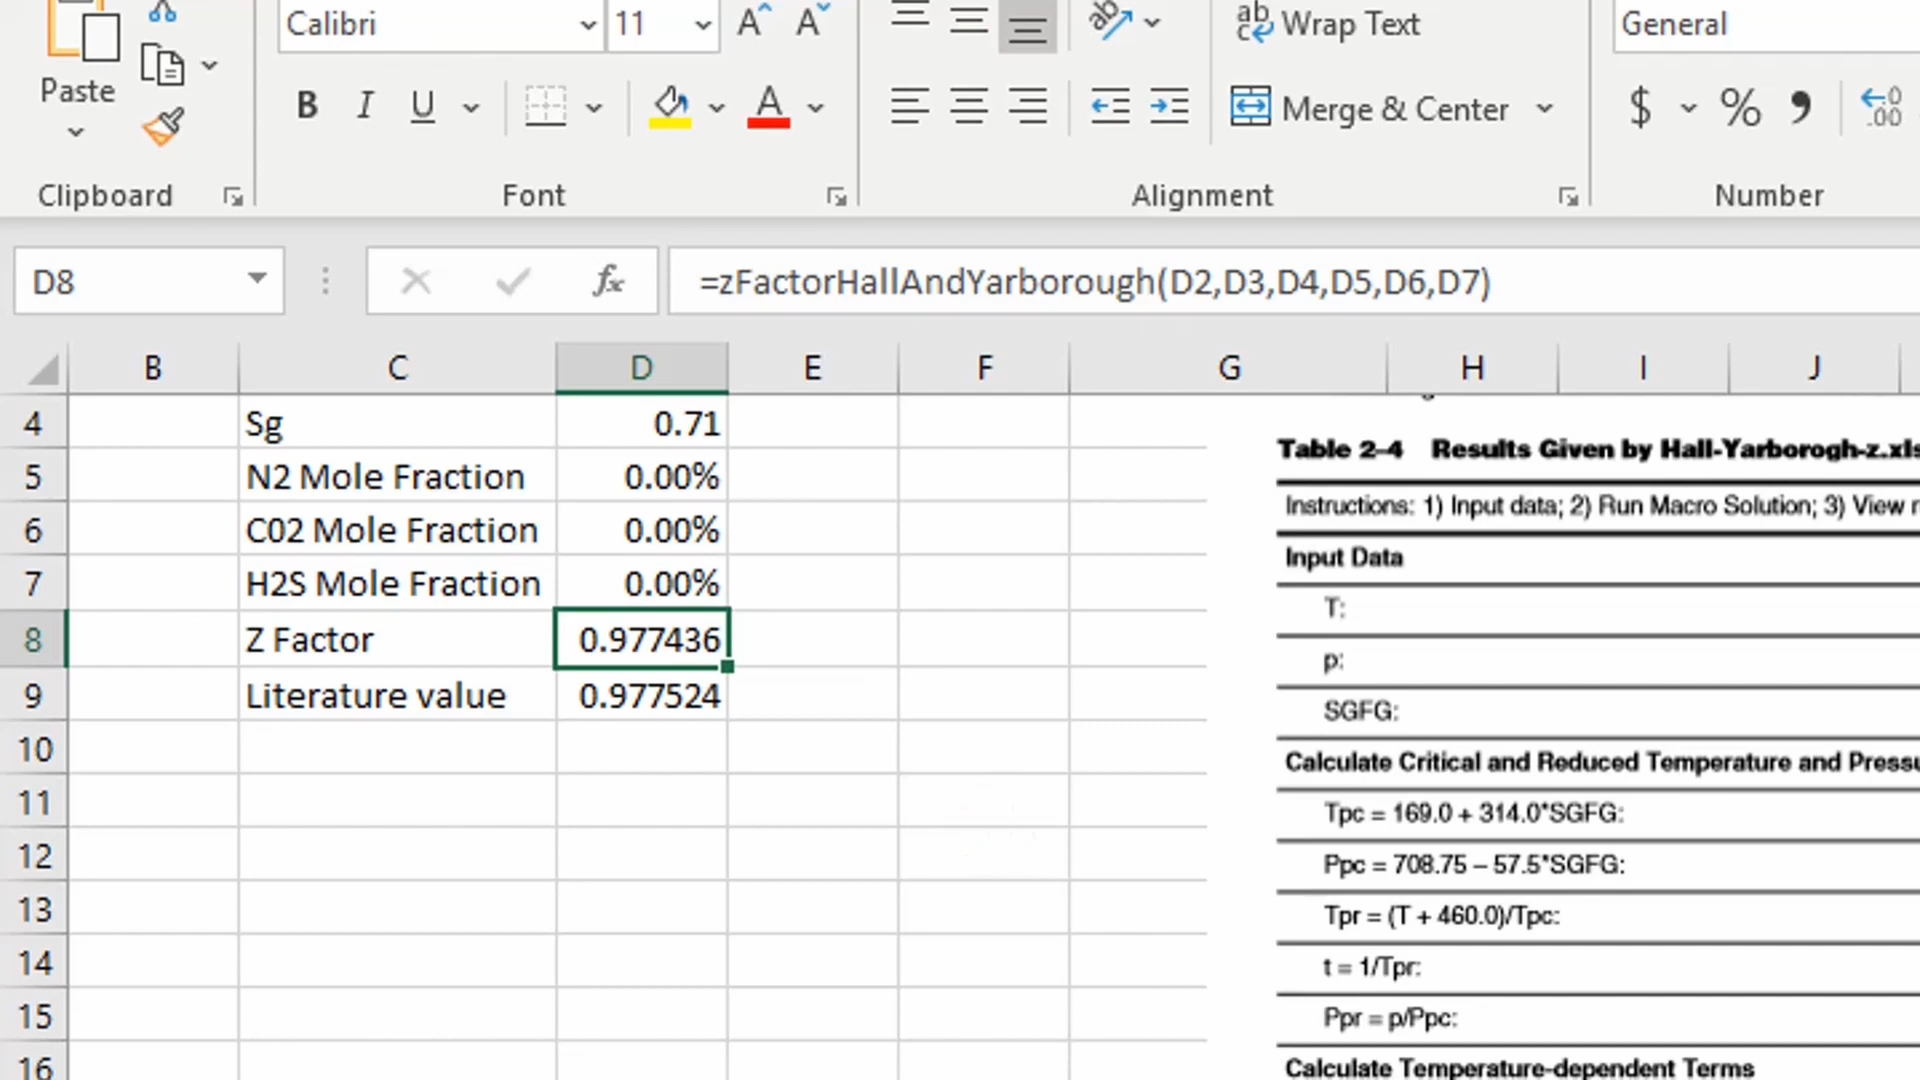 Calibri 11 Wrap Text General
Paste Merge & Center $ % ,
Clipboard Font Alignment Number
D8 fx =zFactorHallAndYarborough(D2,D3,D4,D5,D6,D7)
B C D E F G H I J
4 Sg 0.71
5 N2 Mole Fraction 0.00%
6 C02 Mole Fraction 0.00%
7 H2S Mole Fraction 0.00%
8 Z Factor 0.977436
9 Literature value 0.977524
10
11
12
13
14
15
16
Table 2–4 Results Given by Hall-Yarborogh-z.xls
Instructions: 1) Input data; 2) Run Macro Solution; 3) View
Input Data
T:
p:
SGFG:
Calculate Critical and Reduced Temperature and
Tpc = 169.0 + 314.0*SGFG:
Ppc = 708.75 – 57.5*SGFG:
Tpr = (T + 460.0)/Tpc:
t = 1/Tpr:
Ppr = p/Ppc:
Calculate Temperature-dependent Terms